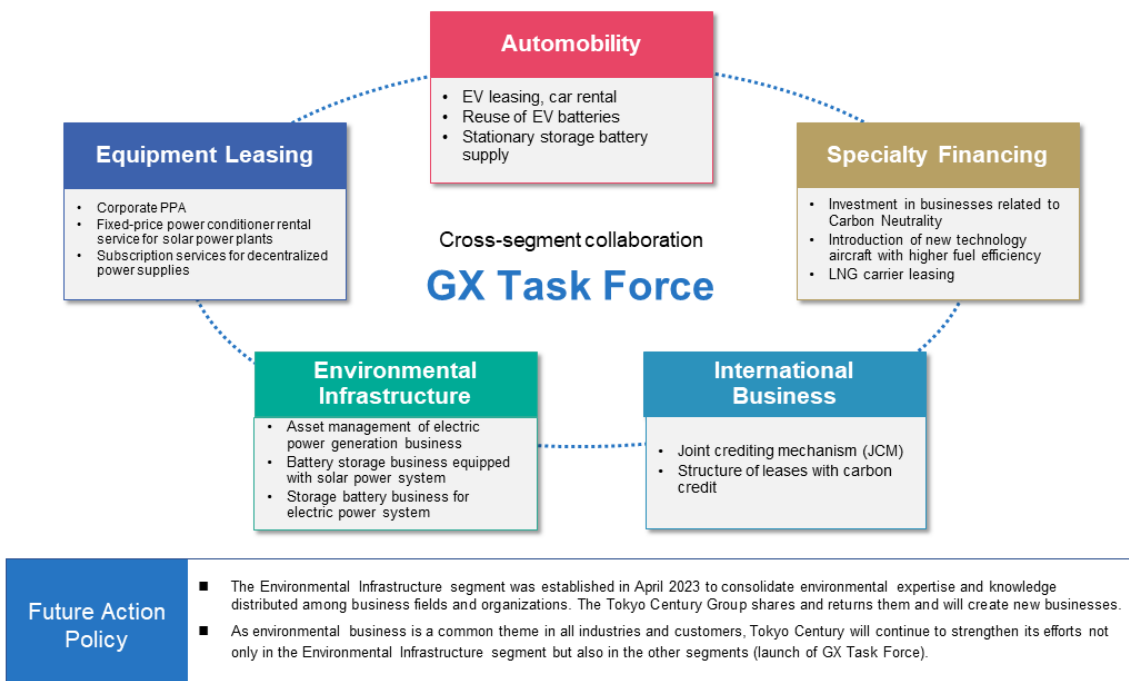 Automobility
• EV leasing, car rental
• Reuse of EV batteries
• Stationary storage battery
supply
Equipment Leasing
• Corporate PPA
• Fixed-price power conditioner rental
service for solar power plants
• Subscription services for decentralized
power supplies
Specialty Financing
• Investment in businesses related to
Carbon Neutrality
• Introduction of new technology
aircraft with higher fuel efficiency
• LNG carrier leasing
Cross-segment collaboration
GX Task Force
Environmental
Infrastructure
• Asset management of electric
power generation business
• Battery storage business equipped
with solar power system
• Storage battery business for
electric power system
International
Business
• Joint crediting mechanism (JCM)
• Structure of leases with carbon
credit
Future Action
Policy
■ The Environmental Infrastructure segment was established in April 2023 to consolidate environmental expertise and knowledge
distributed among business fields and organizations. The Tokyo Century Group shares and returns them and will create new businesses.
■ As environmental business is a common theme in all industries and customers, Tokyo Century will continue to strengthen its efforts not
only in the Environmental Infrastructure segment but also in the other segments (launch of GX Task Force).